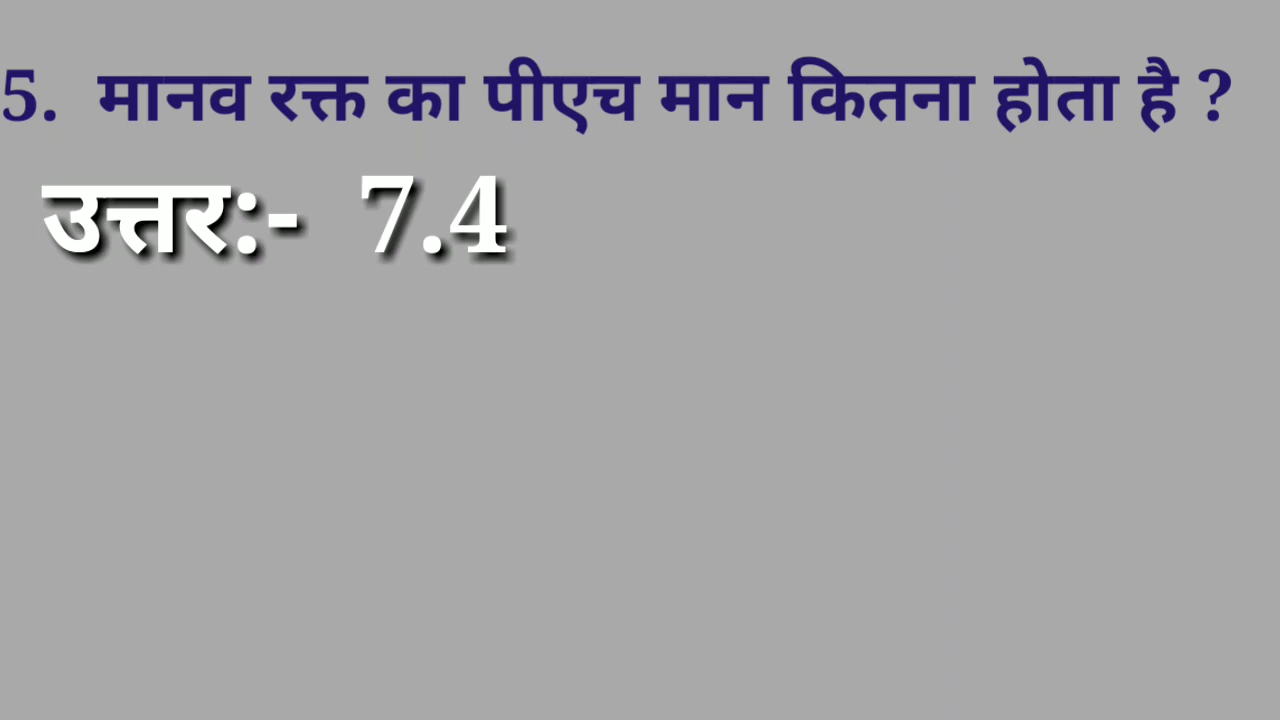 5. मानव रक्त का पीएच मान कितना होता है ?
उत्तर:- 7.4